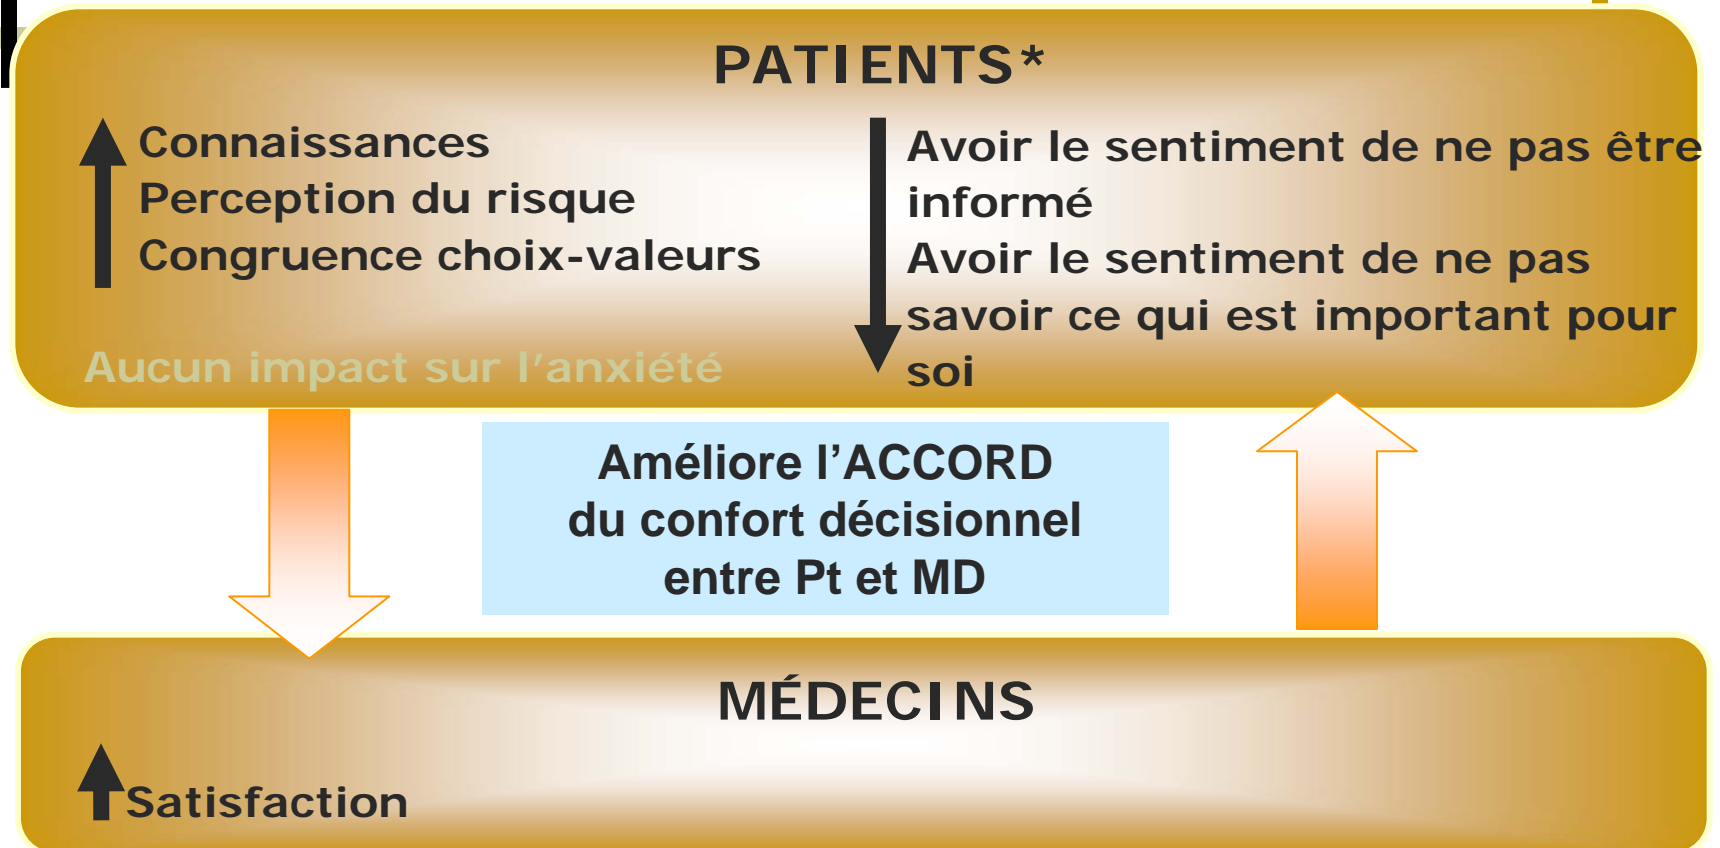 PATIENTS*
Connaissances
Perception du risque
Congruence choix-valeurs
Aucun impact sur l’anxiété
Avoir le sentiment de ne pas être
informé
Avoir le sentiment de ne pas
savoir ce qui est important pour
soi
Améliore l’ACCORD
du confort décisionnel
entre Pt et MD
MÉDECINS
Satisfaction